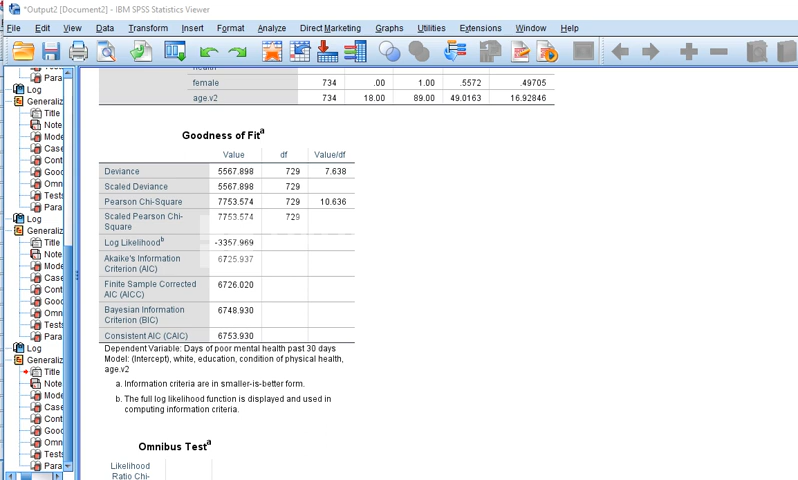 *Output2 [Document2] - IBM SPSS Statistics Viewer
File Edit View Data Transform Insert Format Analyze Direct Marketing Graphs Utilities Extensions Window Help
Para
Log
Generaliz
Title
Note
Mode
Case
Cont
Good
Omn
Tests
Para
Log
Generaliz
Title
Note
Mode
Case
Cont
Good
Omn
Tests
Para
Log
Generaliz
Title
Note
Mode
Case
Cont
Good
Omn
Tests
Para
female 734 .00 1.00 .5572 .49705
age.v2 734 18.00 89.00 49.0163 16.92846
Goodness of Fit a
Value df Value/df
Deviance 5567.898 729 7.638
Scaled Deviance 5567.898 729
Pearson Chi-Square 7753.574 729 10.636
Scaled Pearson Chi-
Square 7753.574 729
Log Likelihood b -3357.969
Akaike's Information
Criterion (AIC) 6725.937
Finite Sample Corrected
AIC (AICC) 6726.020
Bayesian Information
Criterion (BIC) 6748.930
Consistent AIC (CAIC) 6753.930
Dependent Variable: Days of poor mental health past 30 days
Model: (Intercept), white, education, condition of physical health,
age.v2
a. Information criteria are in smaller-is-better form.
b. The full log likelihood function is displayed and used in
computing information criteria.
Omnibus Test a
Likelihood
Ratio Chi-